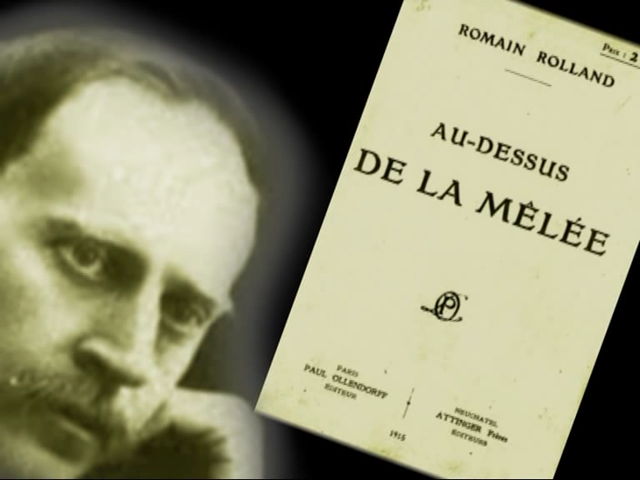 ROMAIN ROLLAND
Prix : 2
AU-DESSUS
DE LA MÊLÉE
PARIS
PAUL OLLENDORFF
ÉDITEUR
NEUCHATEL
ATTINGER Frères
ÉDITEURS
1915